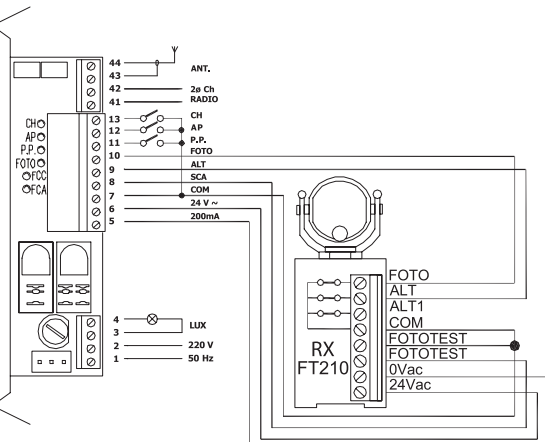 44
43
ANT.
42
2ø Ch
41
RADIO
13
CH
12
AP
11
P.P.
10
FOTO
9
ALT
8
SCA
7
COM
6
24 V ~
5
200mA
CH
AP
P.P.
FOTO
FCC
FCA
4
3
LUX
2
220 V
1
50 Hz
FOTO
ALT
ALT1
COM
FOTOTEST
FOTOTEST
0Vac
24Vac
RX
FT210